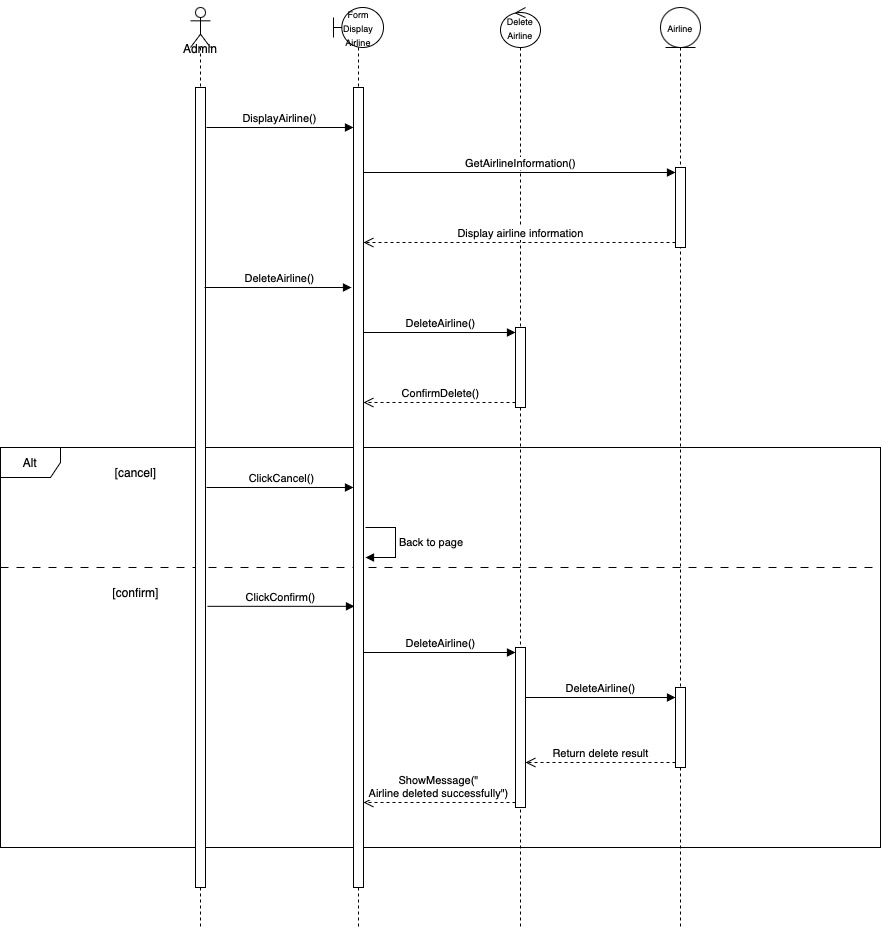 Admin
Form
Display
Airline
Delete
Airline
Airline
DisplayAirline()
GetAirlineInformation()
Display airline information
DeleteAirline()
DeleteAirline()
ConfirmDelete()
Alt
[cancel]
ClickCancel()
Back to page
[confirm]
ClickConfirm()
DeleteAirline()
DeleteAirline()
Return delete result
ShowMessage("
Airline deleted successfully")